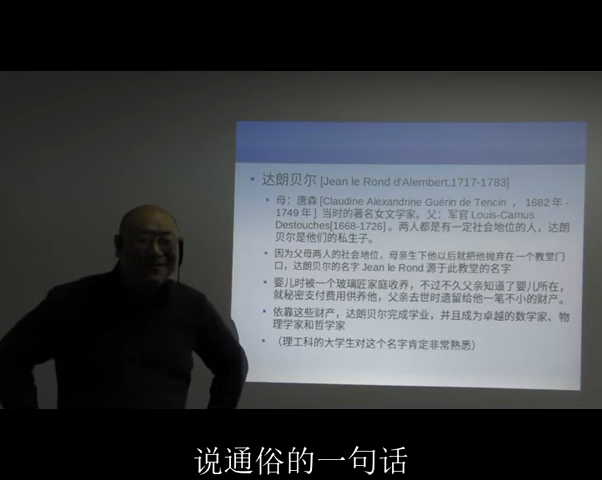 • 达朗贝尔 [Jean le Rond d'Alembert,1717-1783]
• 母：唐森 [Claudine Alexandrine Guérin de Tencin ， 1682 年 -
1749 年 ] 当时的著名女文学家。父：军官 Louis-Camus
Destouches[1668-1726] 。两人都是有一定社会地位的人，达朗
贝尔是他们的私生子。
• 因为父母两人的社会地位，母亲生下他以后就把他抛弃在一个教堂门
口，达朗贝尔的名字 Jean le Rond 源于此教堂的名字
• 婴儿时被一个玻璃匠家庭收养，不过不久父亲知道了婴儿所在，
就秘密支付费用供养他，父亲去世时遗留给他一笔不小的财产。
• 依靠这些财产，达朗贝尔完成学业，并且成为卓越的数学家、物
理学家和哲学家
• （理工科的大学生对这个名字肯定非常熟悉）
说通俗的一句话